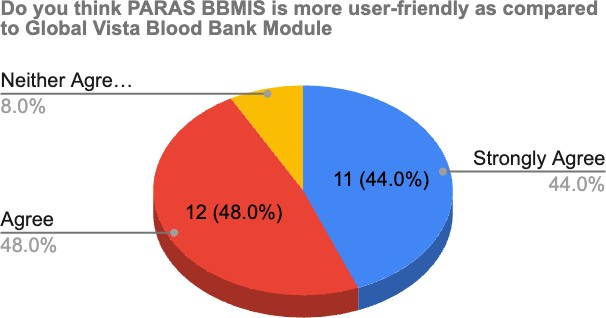 Do you think PARAS BBMIS is more user-friendly as compared
to Global Vista Blood Bank Module
Neither Agre…
8.0%
Strongly Agree
44.0%
11 (44.0%)
12 (48.0%)
Agree
48.0%